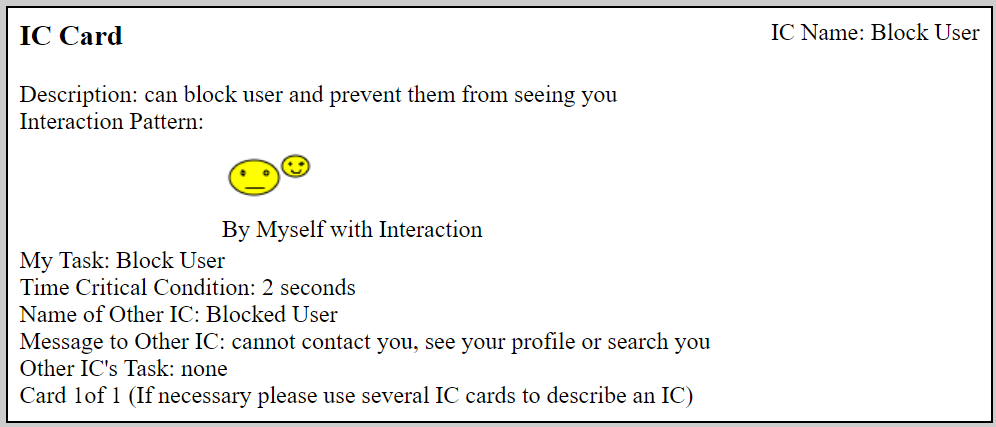 IC Card
IC Name: Block User
Description: can block user and prevent them from seeing you
Interaction Pattern:
By Myself with Interaction
My Task: Block User
Time Critical Condition: 2 seconds
Name of Other IC: Blocked User
Message to Other IC: cannot contact you, see your profile or search you
Other IC's Task: none
Card 1of 1 (If necessary please use several IC cards to describe an IC)